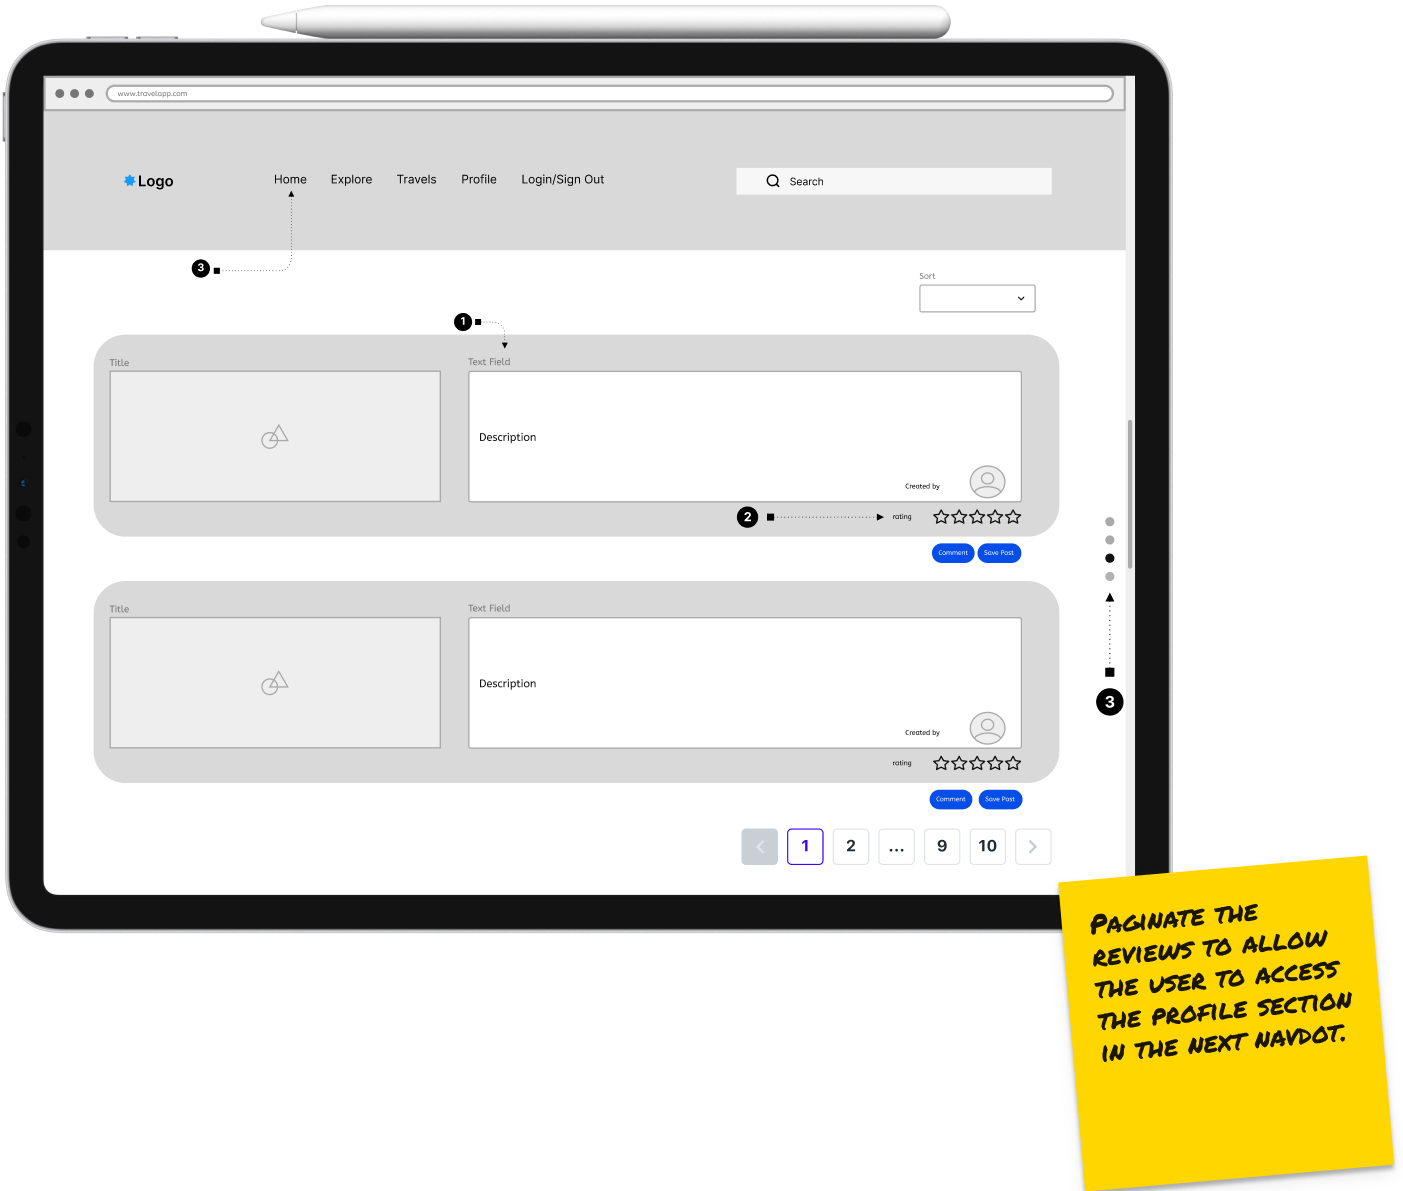 www.travelapp.com
Logo
Home Explore Travels Profile Login/Sign Out
Search
3
Sort
1
Title
Text Field
Description
Created by
2
rating
Comment Save Post
Title
Text Field
Description
Created by
3
rating
Comment Save Post
1 2 ... 9 10
PAGINATE THE
REVIEWS TO ALLOW
THE USER TO ACCESS
THE PROFILE SECTION
IN THE NEXT NAVDOT.